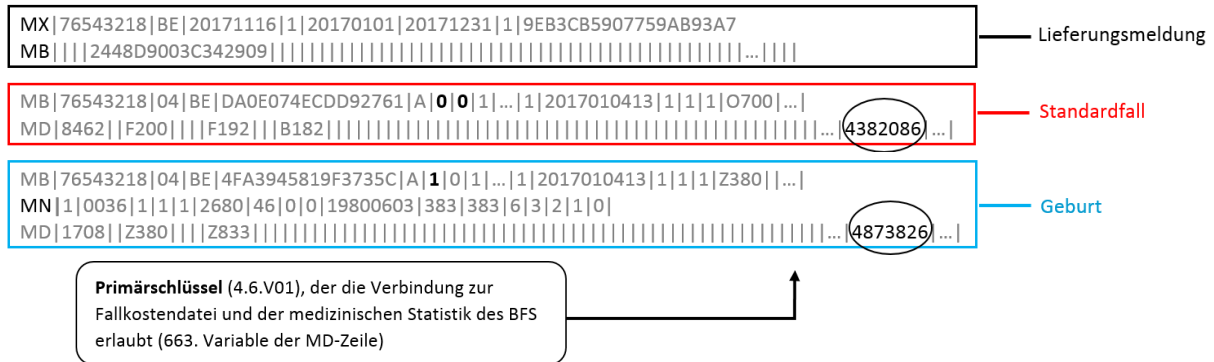 MX|76543218|BE|20171116|1|20170101|20171231|1|9EB3CB5907759AB93A7
MB||||2448D9003C342909||||||||||||||||||||||||||||||||||||||||||||||||||||||...||||
Lieferungsmeldung
MB|76543218|04|BE|DA0E074ECDD92761|A|0|0|1|...|1|2017010413|1|1|1|O700|...|
MD|8462||F200||||F192|||B182||||||||||||||||||||||||||||||||||||||||||||||||||||||||...|4382086|...|
Standardfall
MB|76543218|04|BE|4FA3945819F3735C|A|1|0|1|...|1|2017010413|1|1|1|Z380||...|
MN|1|0036|1|1|1|2680|46|0|0|19800603|383|383|6|3|2|1|0|
MD|1708||Z380||||Z833|||||||||||||||||||||||||||||||||||||||||||||||||||||||||||||||||...|4873826|...|
Geburt
Primärschlüssel (4.6.V01), der die Verbindung zur
Fallkostendatei und der medizinischen Statistik des BFS
erlaubt (663. Variable der MD-Zeile)